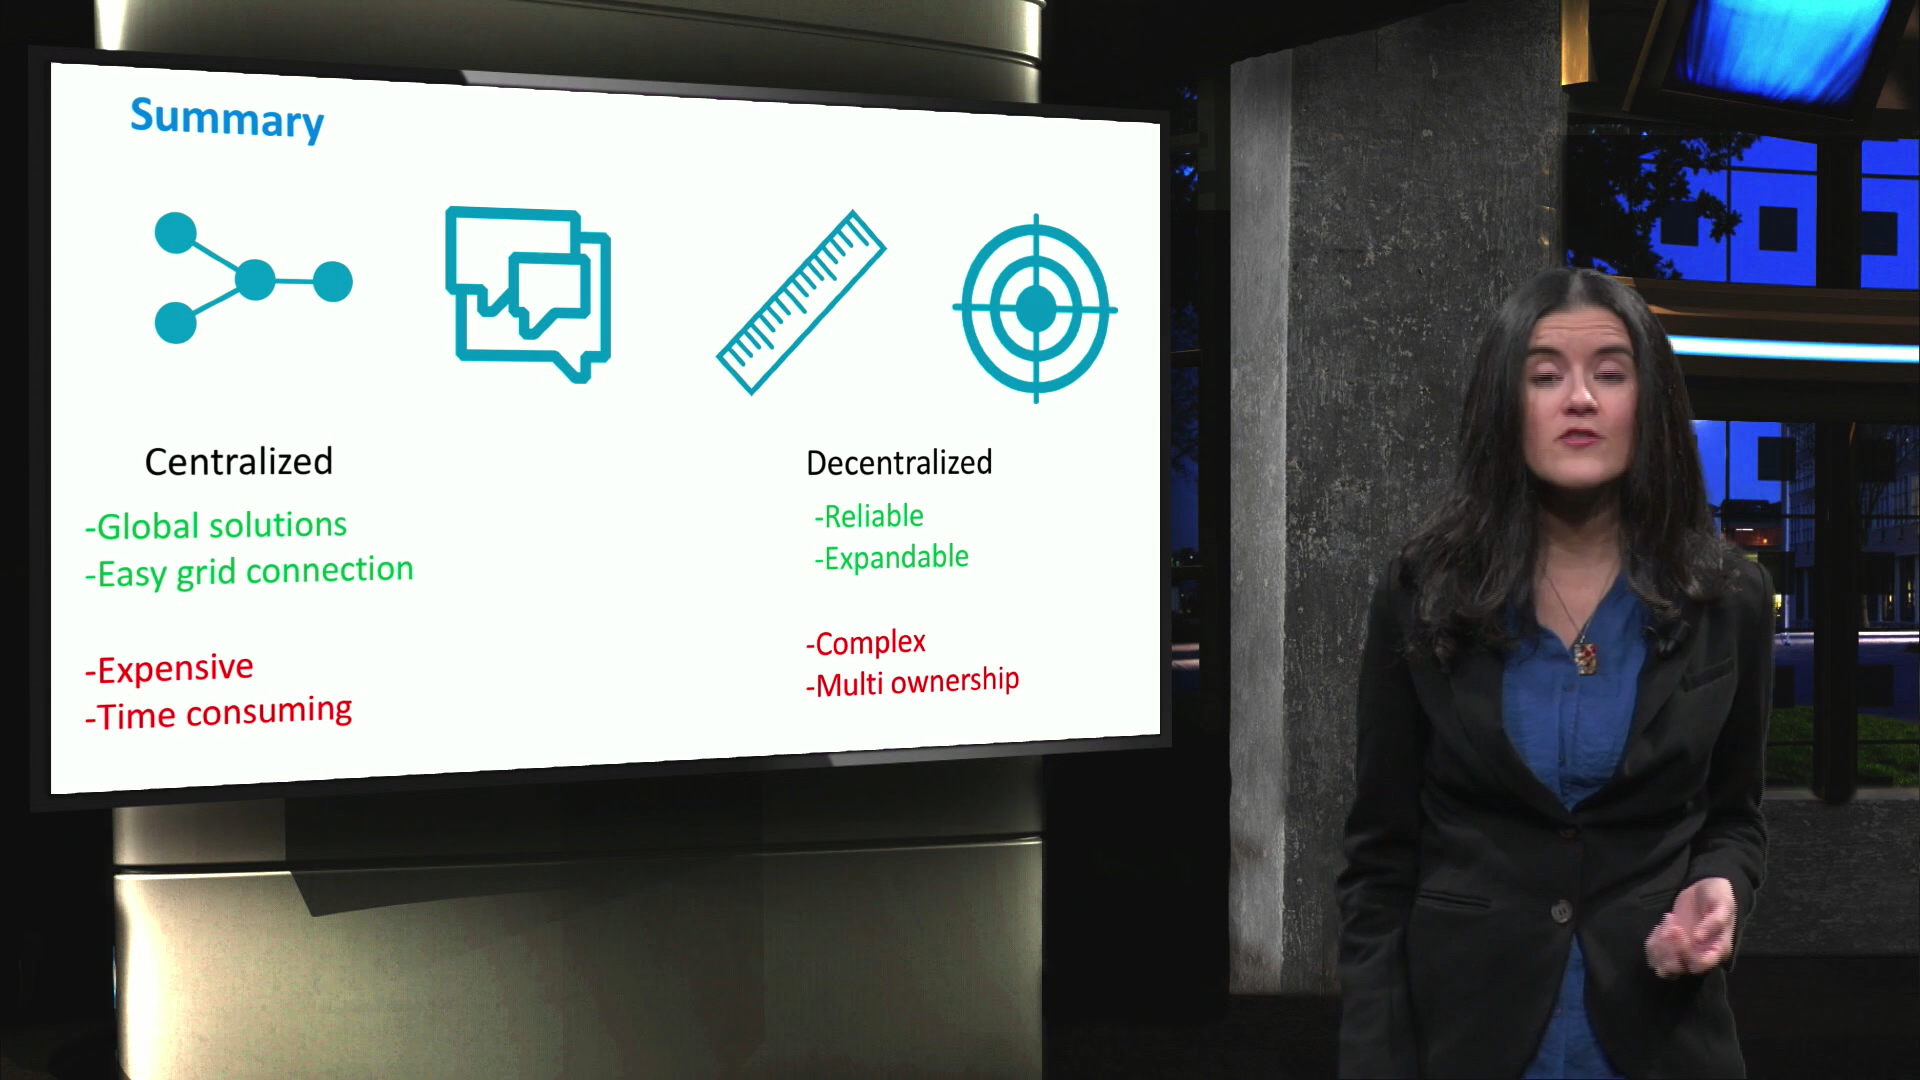 Summary
Centralized
-Global solutions
-Easy grid connection
-Expensive
-Time consuming
Decentralized
-Reliable
-Expandable
-Complex
-Multi ownership